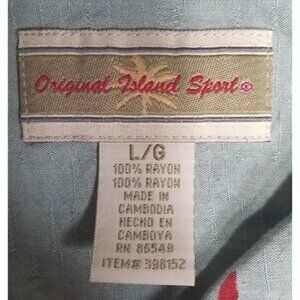 Original Island Sport®
L/G
100% RAYON
100% RAYON
MADE IN
CAMBODIA
HECHO EN
CAMBOYA
RN 86549
ITEM# 398152